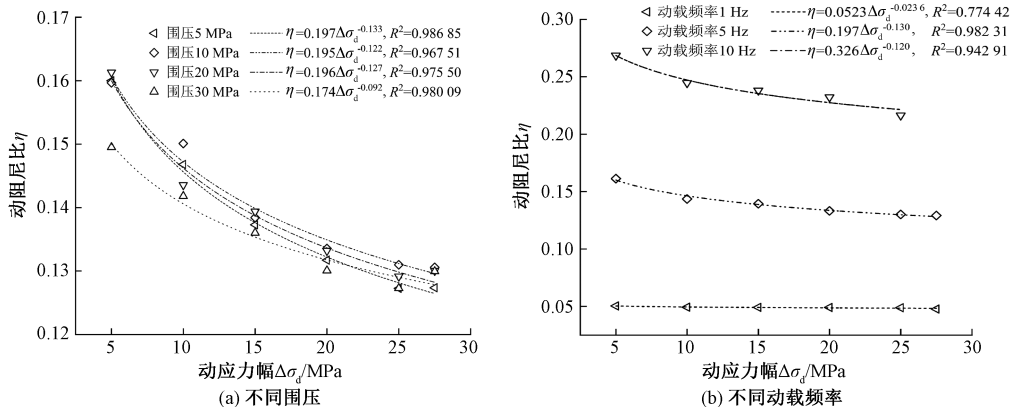 0.17
0.16
0.15
0.14
0.13
0.12
动阻尼比η
围压5 MPa η=0.197Δσd^-0.133, R²=0.986 85
围压10 MPa η=0.195Δσd^-0.122, R²=0.967 51
围压20 MPa η=0.196Δσd^-0.127, R²=0.975 50
围压30 MPa η=0.174Δσd^-0.092, R²=0.980 09
5 10 15 20 25 30
动应力幅Δσd/MPa
(a) 不同围压
0.30
0.25
0.20
0.15
0.10
0.05
动阻尼比η
动载频率1 Hz η=0.0523Δσd^-0.023 6, R²=0.774 42
动载频率5 Hz η=0.197Δσd^-0.130, R²=0.982 31
动载频率10 Hz η=0.326Δσd^-0.120, R²=0.942 91
5 10 15 20 25 30
动应力幅Δσd/MPa
(b) 不同动载频率